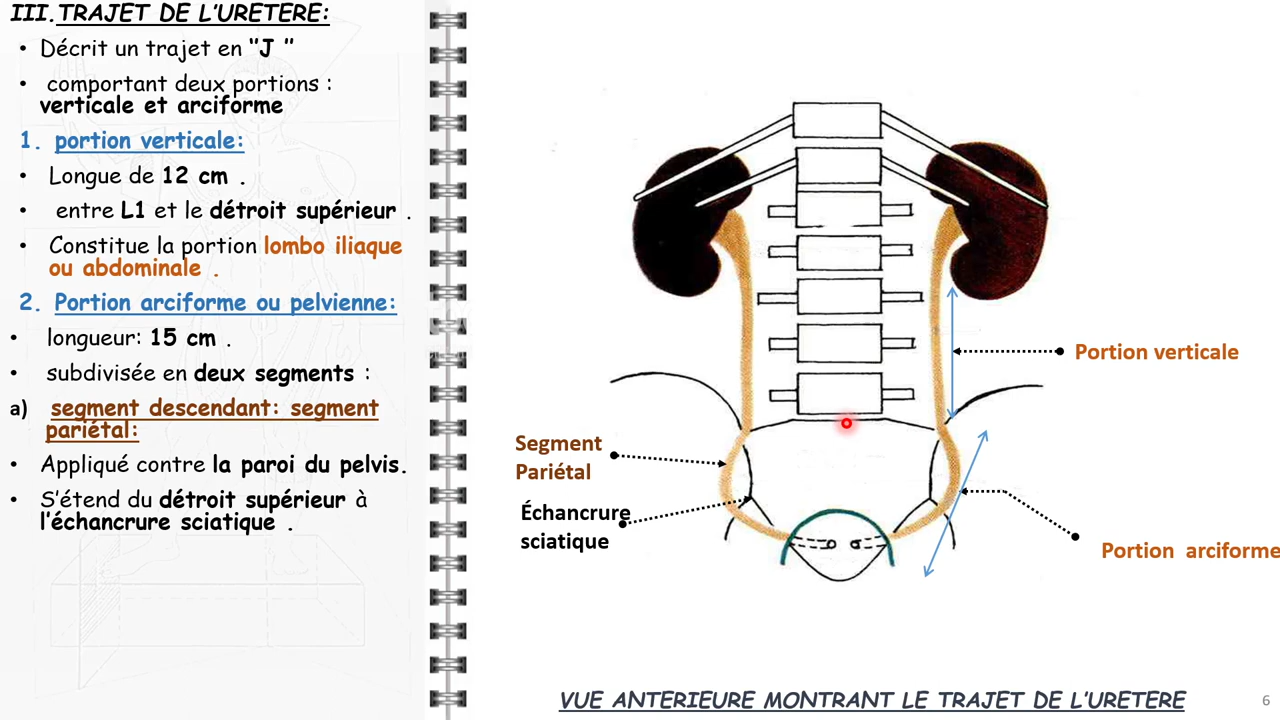 III. TRAJET DE L'URETERE:
• Décrit un trajet en "J "
• comportant deux portions :
verticale et arciforme
1. portion verticale:
• Longue de 12 cm .
• entre L1 et le détroit supérieur .
• Constitue la portion lombo iliaque
ou abdominale .
2. Portion arciforme ou pelvienne:
• longueur: 15 cm .
• subdivisée en deux segments :
a) segment descendant: segment
pariétal:
• Appliqué contre la paroi du pelvis.
• S'étend du détroit supérieur à
l'échancrure sciatique .
Portion verticale
Segment
Pariétal
Échancrure
sciatique
Portion arciforme
VUE ANTERIEURE MONTRANT LE TRAJET DE L'URETERE
6